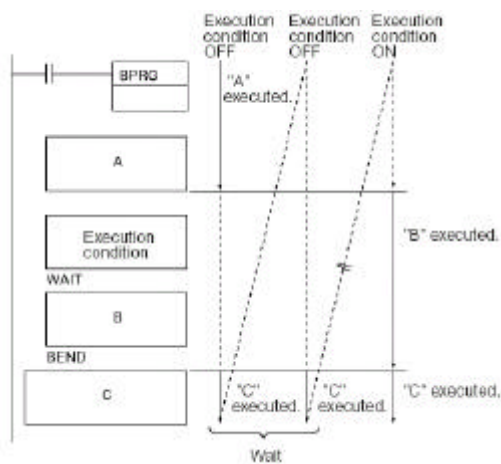 Execution
condition
OFF
Execution
condition
OFF
Execution
condition
ON
BPRG
"A"
executed.
A
Execution
condition
"B" executed.
WAIT
B
BEND
C
"C"
executed.
"C"
executed.
"C" executed.
Wait